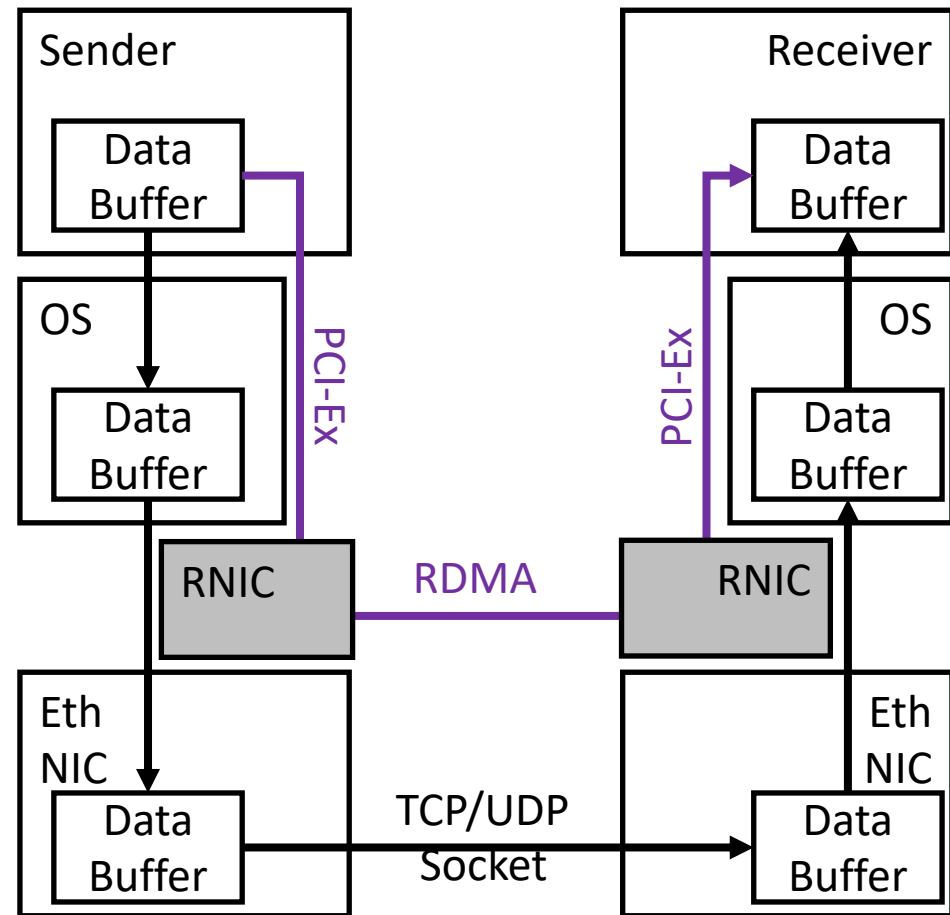 Sender
Receiver
Data
Buffer
Data
Buffer
OS
OS
PCI-Ex
PCI-Ex
Data
Buffer
Data
Buffer
RNIC
RDMA
RNIC
Eth
NIC
Eth
NIC
Data
Buffer
TCP/UDP
Socket
Data
Buffer